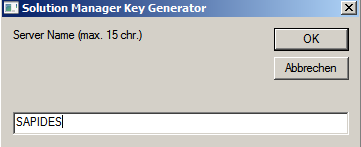 Solution Manager Key Generator
Server Name (max. 15 chr.)
OK
Abbrechen
SAPIDES